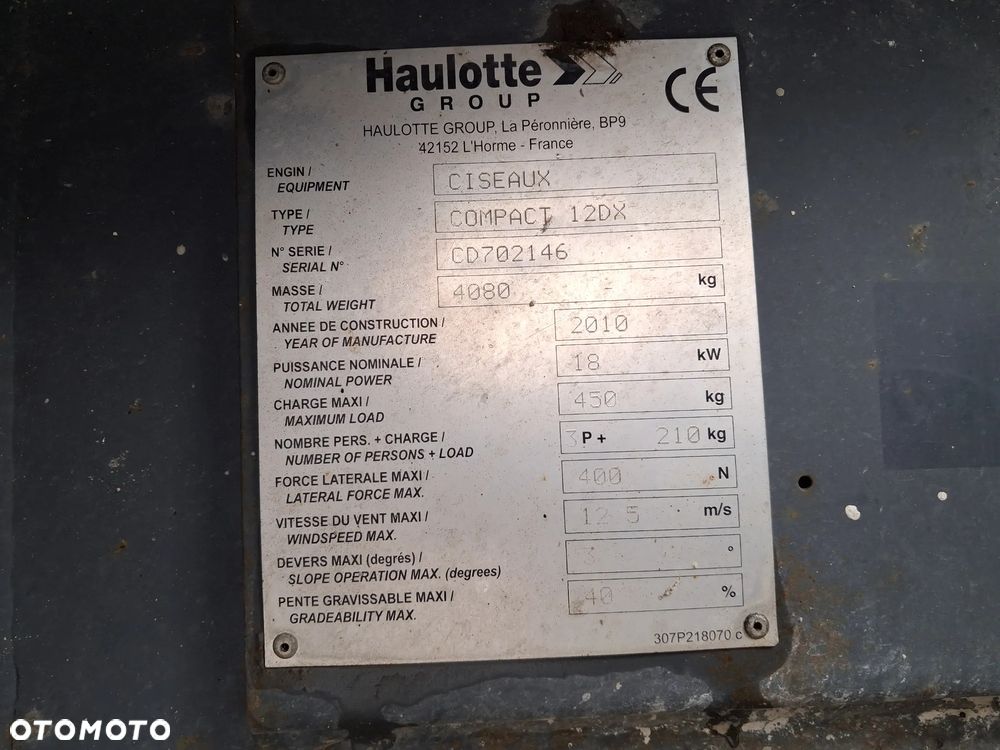 Haulotte
GROUP
CE
HAULOTTE GROUP, La Péronnière, BP9
42152 L'Horme - France
ENGIN /
EQUIPMENT
CISEAUX
TYPE /
TYPE
COMPACT 12DX
N° SERIE /
SERIAL N°
CD702146
MASSE /
TOTAL WEIGHT
4080 kg
ANNEE DE CONSTRUCTION /
YEAR OF MANUFACTURE
2010
PUISSANCE NOMINALE /
NOMINAL POWER
18 kW
CHARGE MAXI /
MAXIMUM LOAD
450 kg
NOMBRE PERS. + CHARGE /
NUMBER OF PERSONS + LOAD
3 P + 210 kg
FORCE LATERALE MAXI /
LATERAL FORCE MAX.
400 N
VITESSE DU VENT MAXI /
WINDSPEED MAX.
12 5 m/s
DEVERS MAXI (degrés) /
SLOPE OPERATION MAX. (degrees)
°
PENTE GRAVISSABLE MAXI /
GRADEABILITY MAX.
40 %
307P218070 c
OTOMOTO